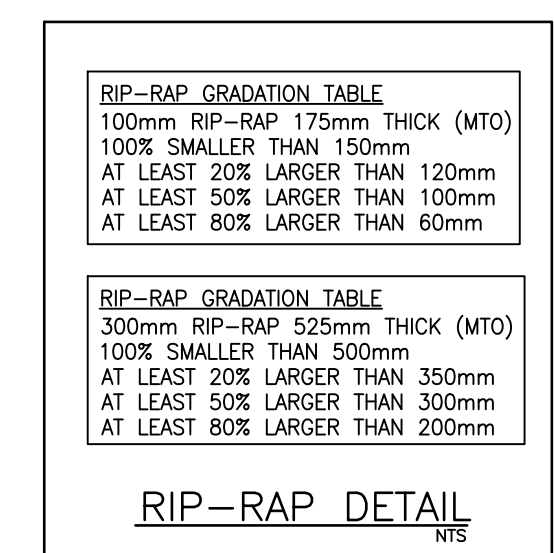 RIP-RAP GRADATION TABLE
100mm RIP-RAP 175mm THICK (MTO)
100% SMALLER THAN 150mm
AT LEAST 20% LARGER THAN 120mm
AT LEAST 50% LARGER THAN 100mm
AT LEAST 80% LARGER THAN 60mm
RIP-RAP GRADATION TABLE
300mm RIP-RAP 525mm THICK (MTO)
100% SMALLER THAN 500mm
AT LEAST 20% LARGER THAN 350mm
AT LEAST 50% LARGER THAN 300mm
AT LEAST 80% LARGER THAN 200mm
RIP-RAP DETAIL
NTS